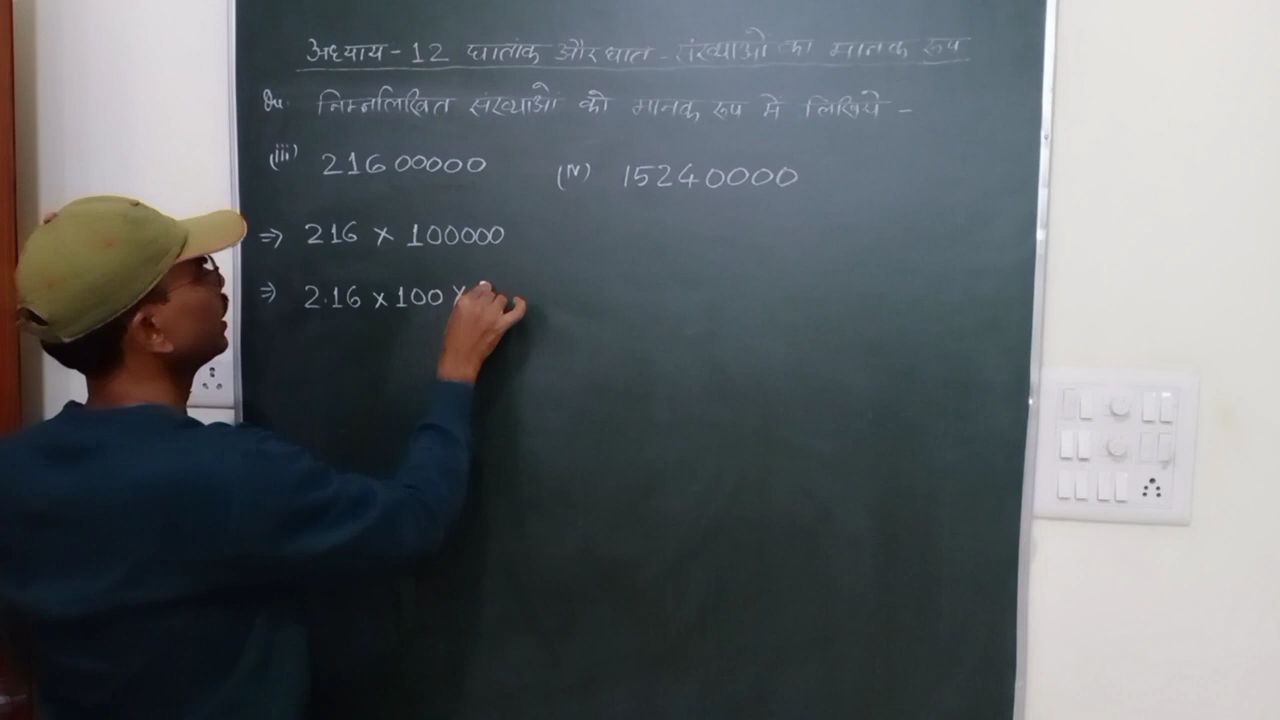 अध्याय - 12 घातांक और घात - संख्याओं का मानक रूप
निम्नलिखित संख्याओं को मानक रूप में लिखिये -
(iii) 21600000 (iv) 15240000
⇒ 216 × 100000
⇒ 2.16 × 100 ×